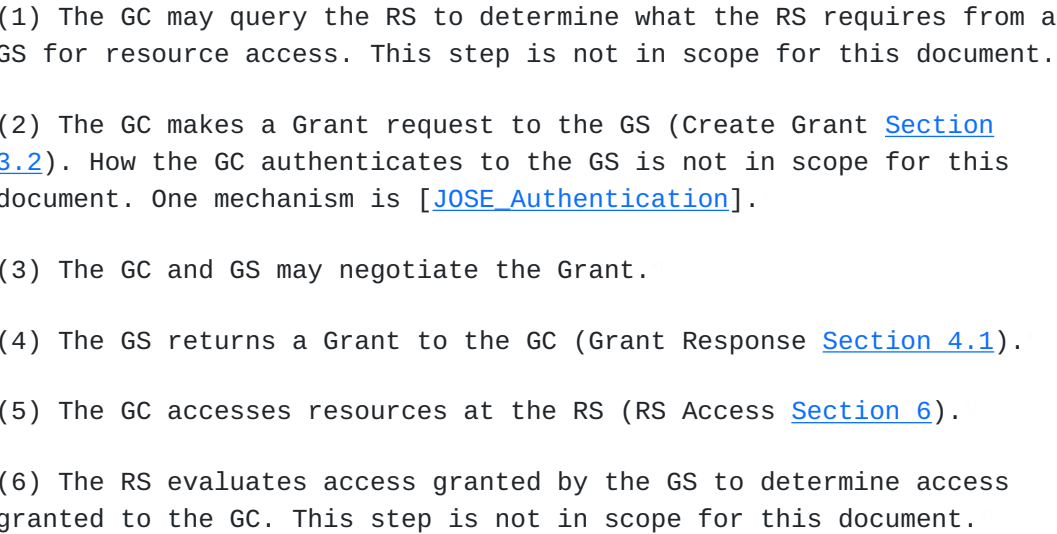 (1) The GC may query the RS to determine what the RS requires from a
GS for resource access. This step is not in scope for this document.
(2) The GC makes a Grant request to the GS (Create Grant Section
3.2). How the GC authenticates to the GS is not in scope for this
document. One mechanism is [JOSE_Authentication].
(3) The GC and GS may negotiate the Grant.
(4) The GS returns a Grant to the GC (Grant Response Section 4.1).
(5) The GC accesses resources at the RS (RS Access Section 6).
(6) The RS evaluates access granted by the GS to determine access
granted to the GC. This step is not in scope for this document.